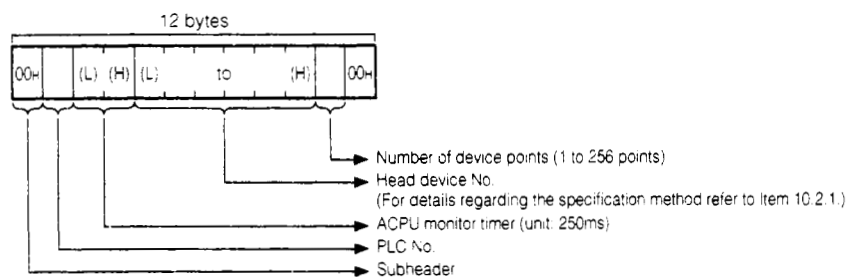 12 bytes
00H (L) (H) (L) to (H) 00H
Number of device points (1 to 256 points)
Head device No.
(For details regarding the specification method refer to Item 10.2.1.)
ACPU monitor timer (unit: 250ms)
PLC No.
Subheader